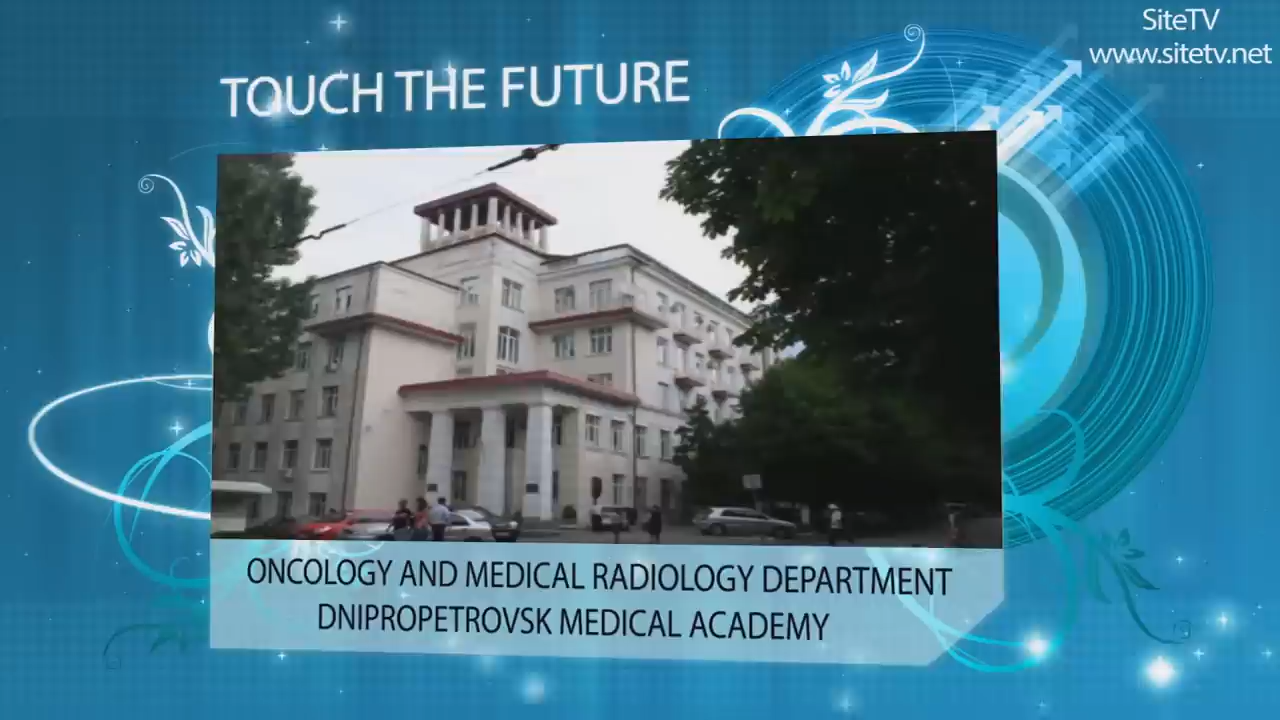 SiteTV
www.sitetv.net
TOUCH THE FUTURE
ONCOLOGY AND MEDICAL RADIOLOGY DEPARTMENT
DNIPROPETROVSK MEDICAL ACADEMY